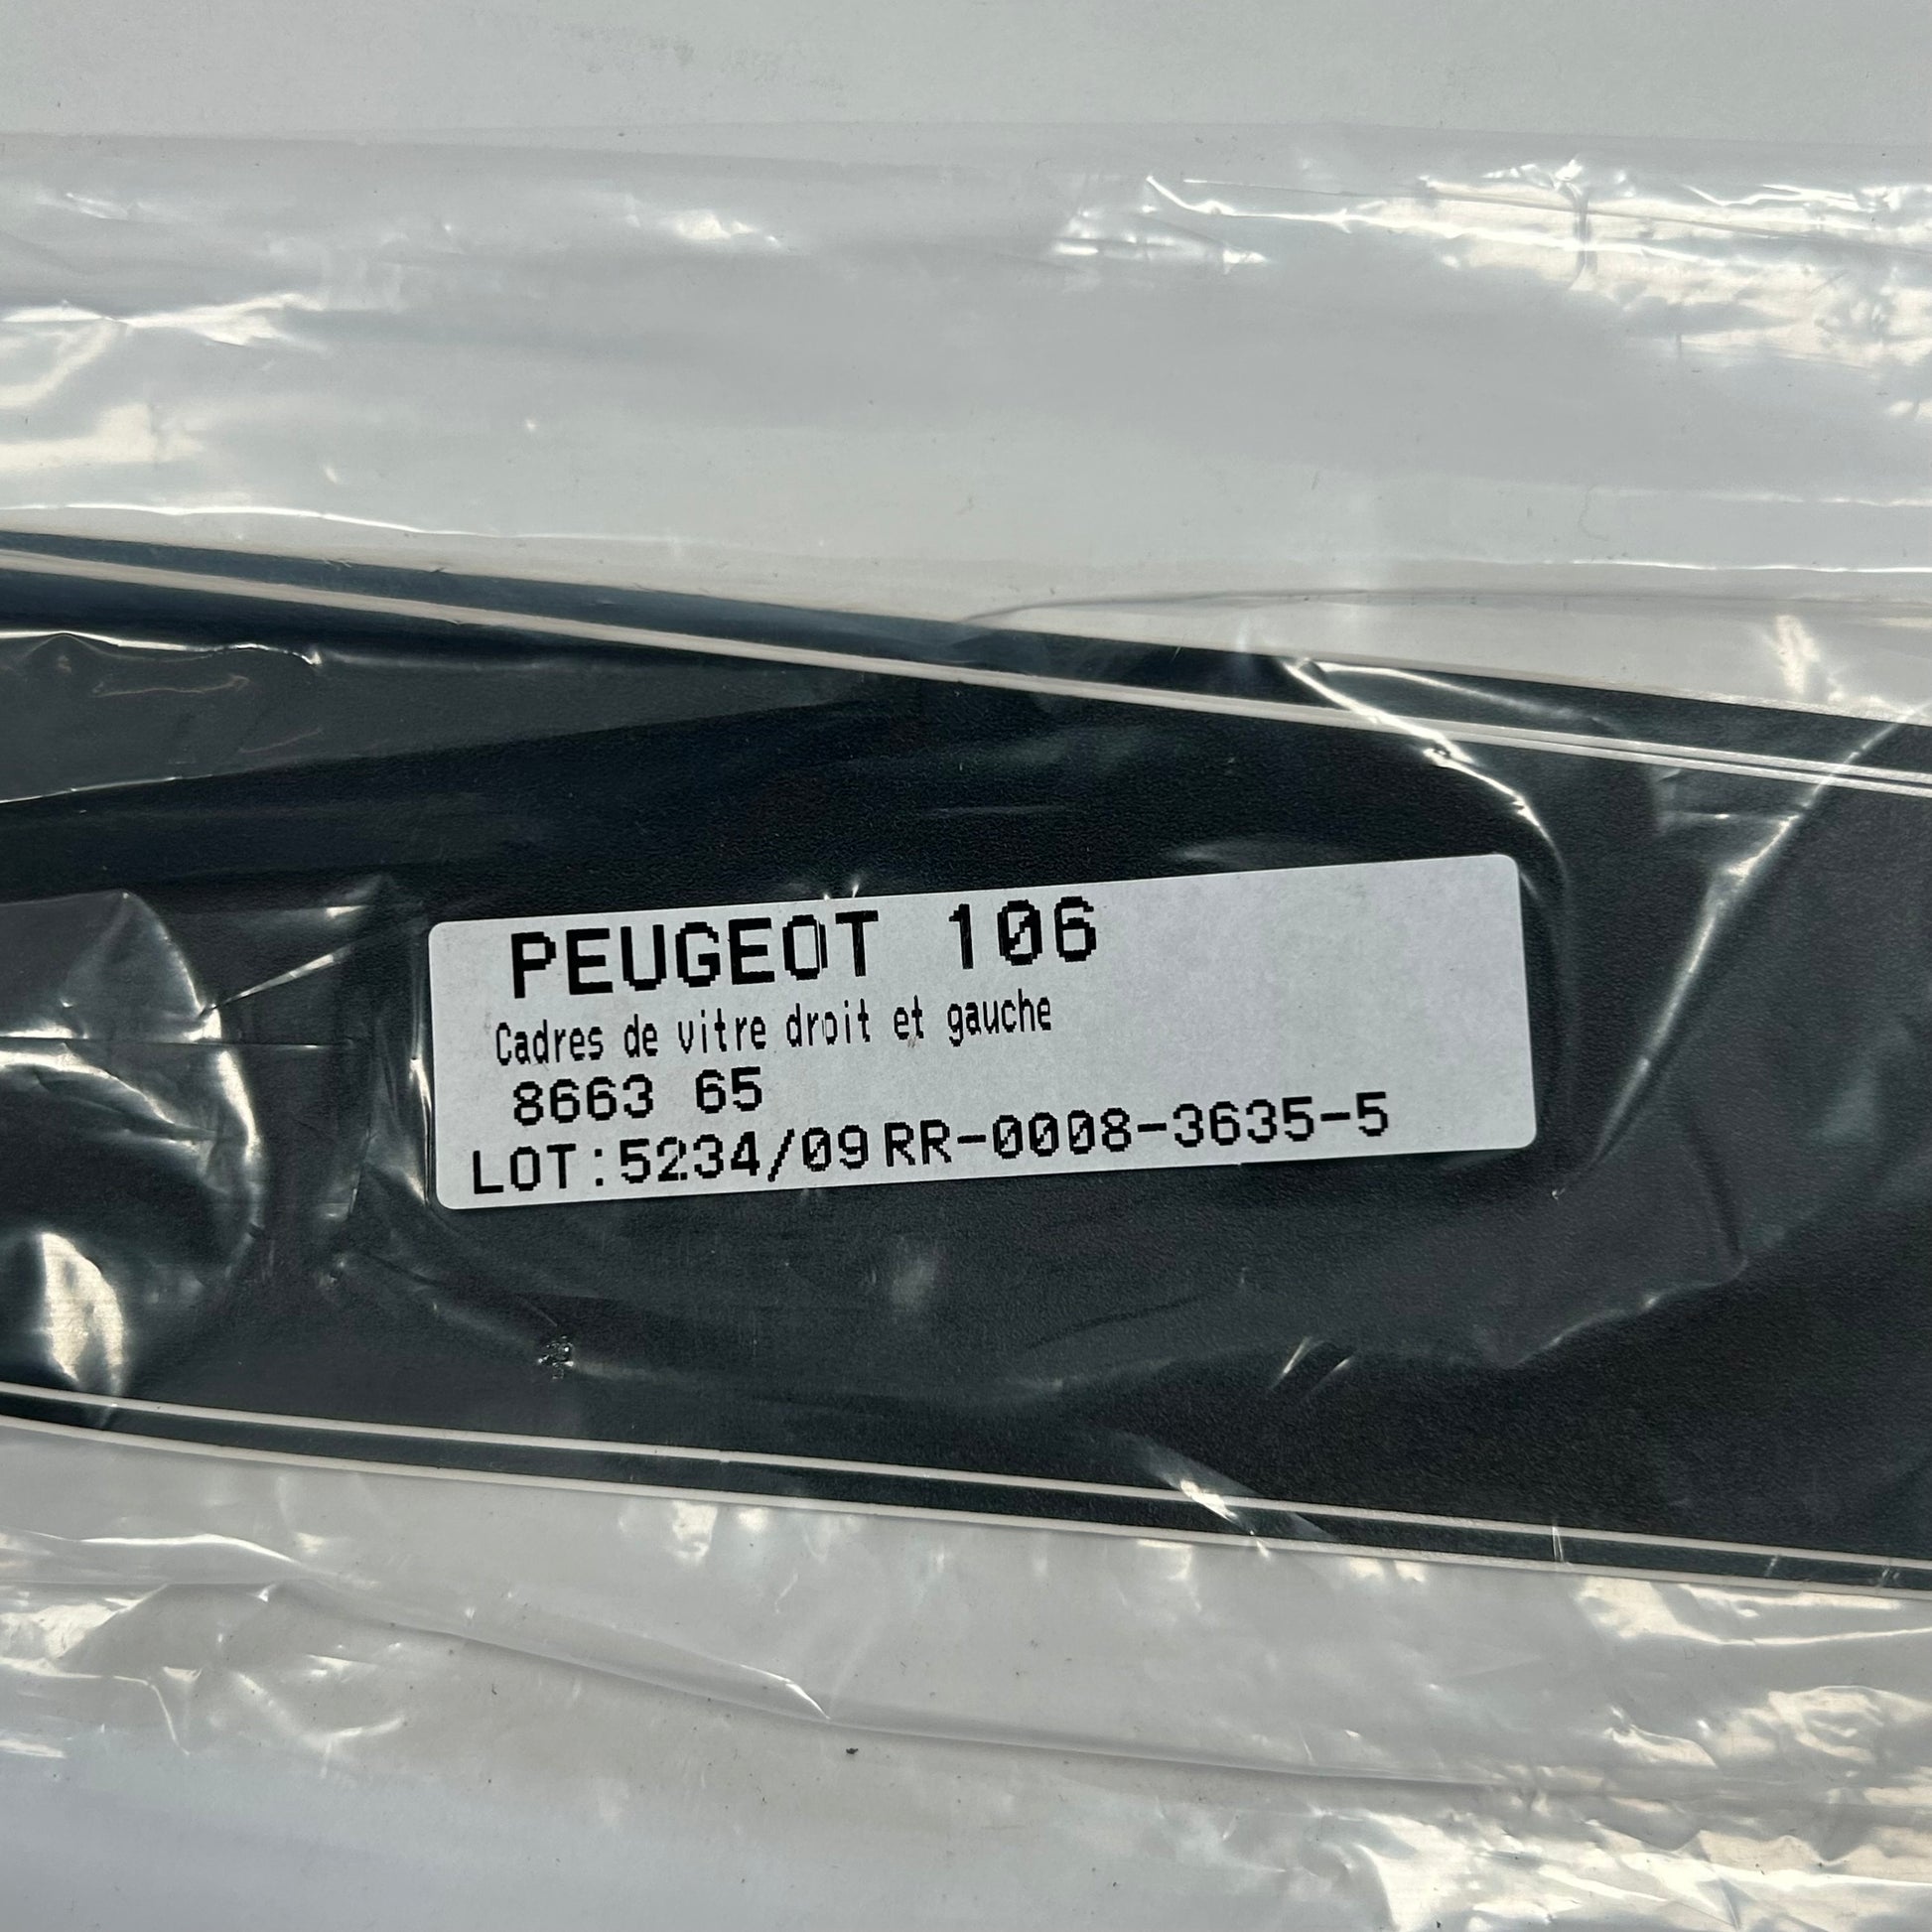 PEUGEOT 106
Cadres de vitre droit et gauche
8663 65
LOT:5234/09 RR-0008-3635-5